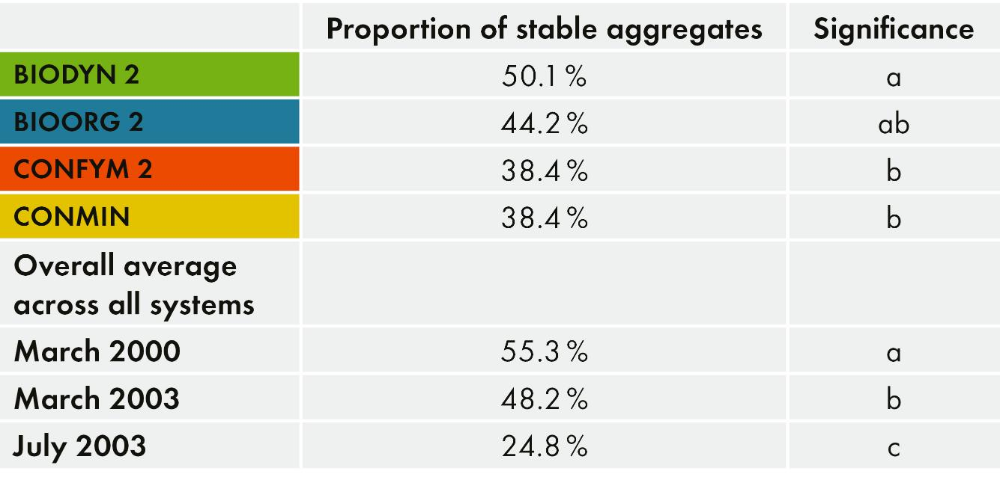 Proportion of stable aggregates Significance
BIODYN 2 50.1 % a
BIOORG 2 44.2 % ab
CONFYM 2 38.4 % b
CONMIN 38.4 % b
Overall average
across all systems
March 2000 55.3 % a
March 2003 48.2 % b
July 2003 24.8 % c